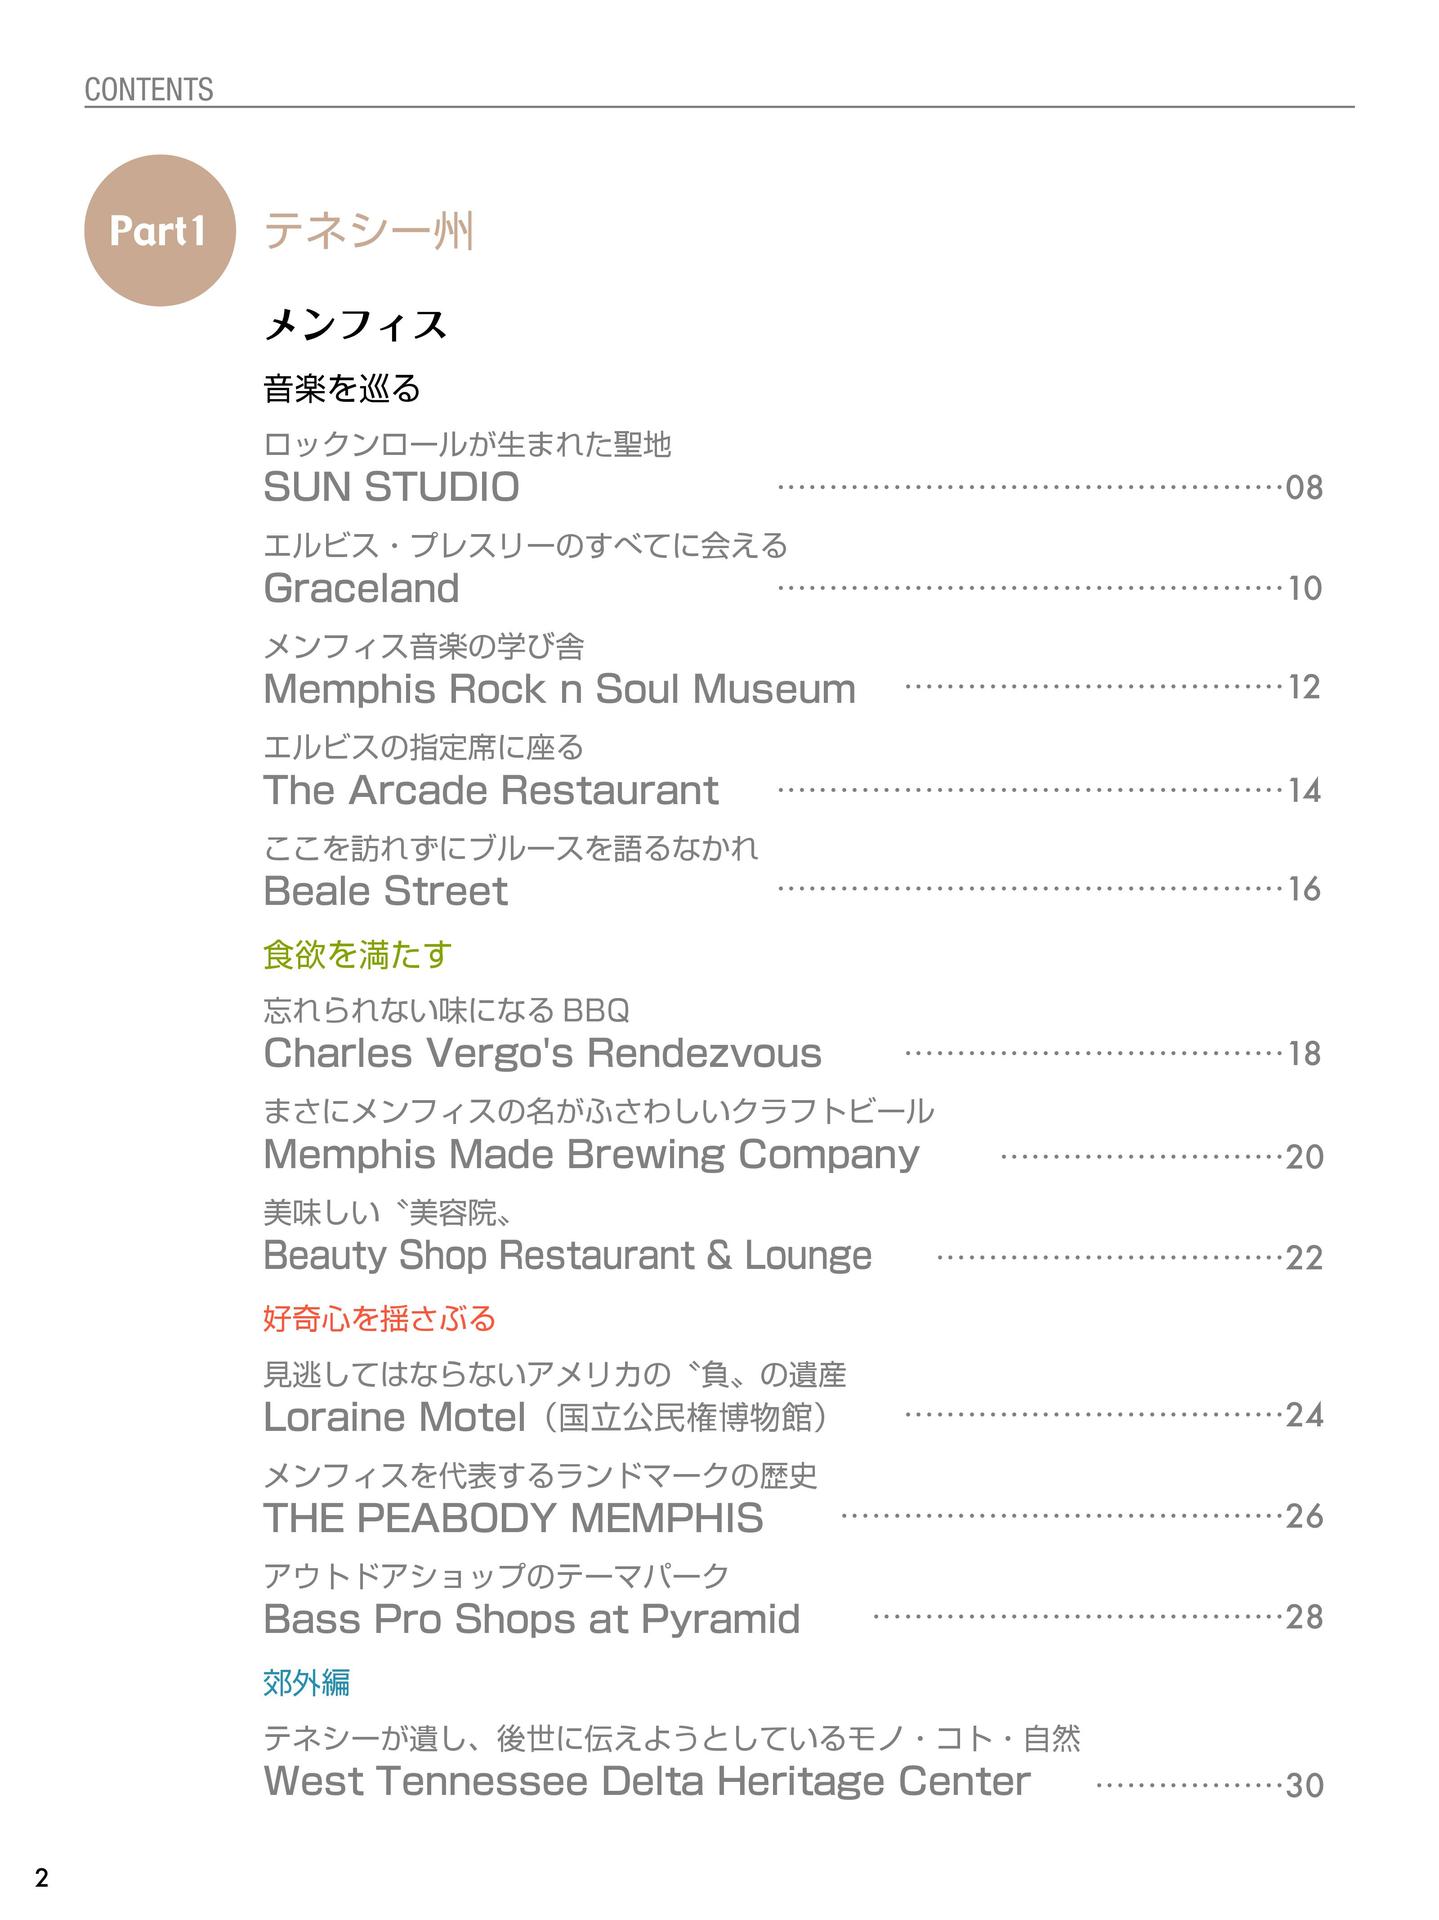 CONTENTS
Part1
テネシー州
メンフィス
音楽を巡る
ロックンロールが生まれた聖地
SUN STUDIO ……………………………………………08
エルビス・プレスリーのすべてに会える
Graceland ……………………………………………10
メンフィス音楽の学び舎
Memphis Rock n Soul Museum …………………………………12
エルビスの指定席に座る
The Arcade Restaurant ……………………………………………14
ここを訪れずにブルースを語るなかれ
Beale Street ……………………………………………16
食欲を満たす
忘れられない味になる BBQ
Charles Vergo's Rendezvous …………………………………18
まさにメンフィスの名がふさわしいクラフトビール
Memphis Made Brewing Company ………………………20
美味しい〝美容院〟
Beauty Shop Restaurant & Lounge ……………………………22
好奇心を揺さぶる
見逃してはならないアメリカの〝負〟の遺産
Loraine Motel（国立公民権博物館） …………………………………24
メンフィスを代表するランドマークの歴史
THE PEABODY MEMPHIS ………………………………………26
アウトドアショップのテーマパーク
Bass Pro Shops at Pyramid ……………………………………28
郊外編
テネシーが遺し、後世に伝えようとしているモノ・コト・自然
West Tennessee Delta Heritage Center ………………30
2